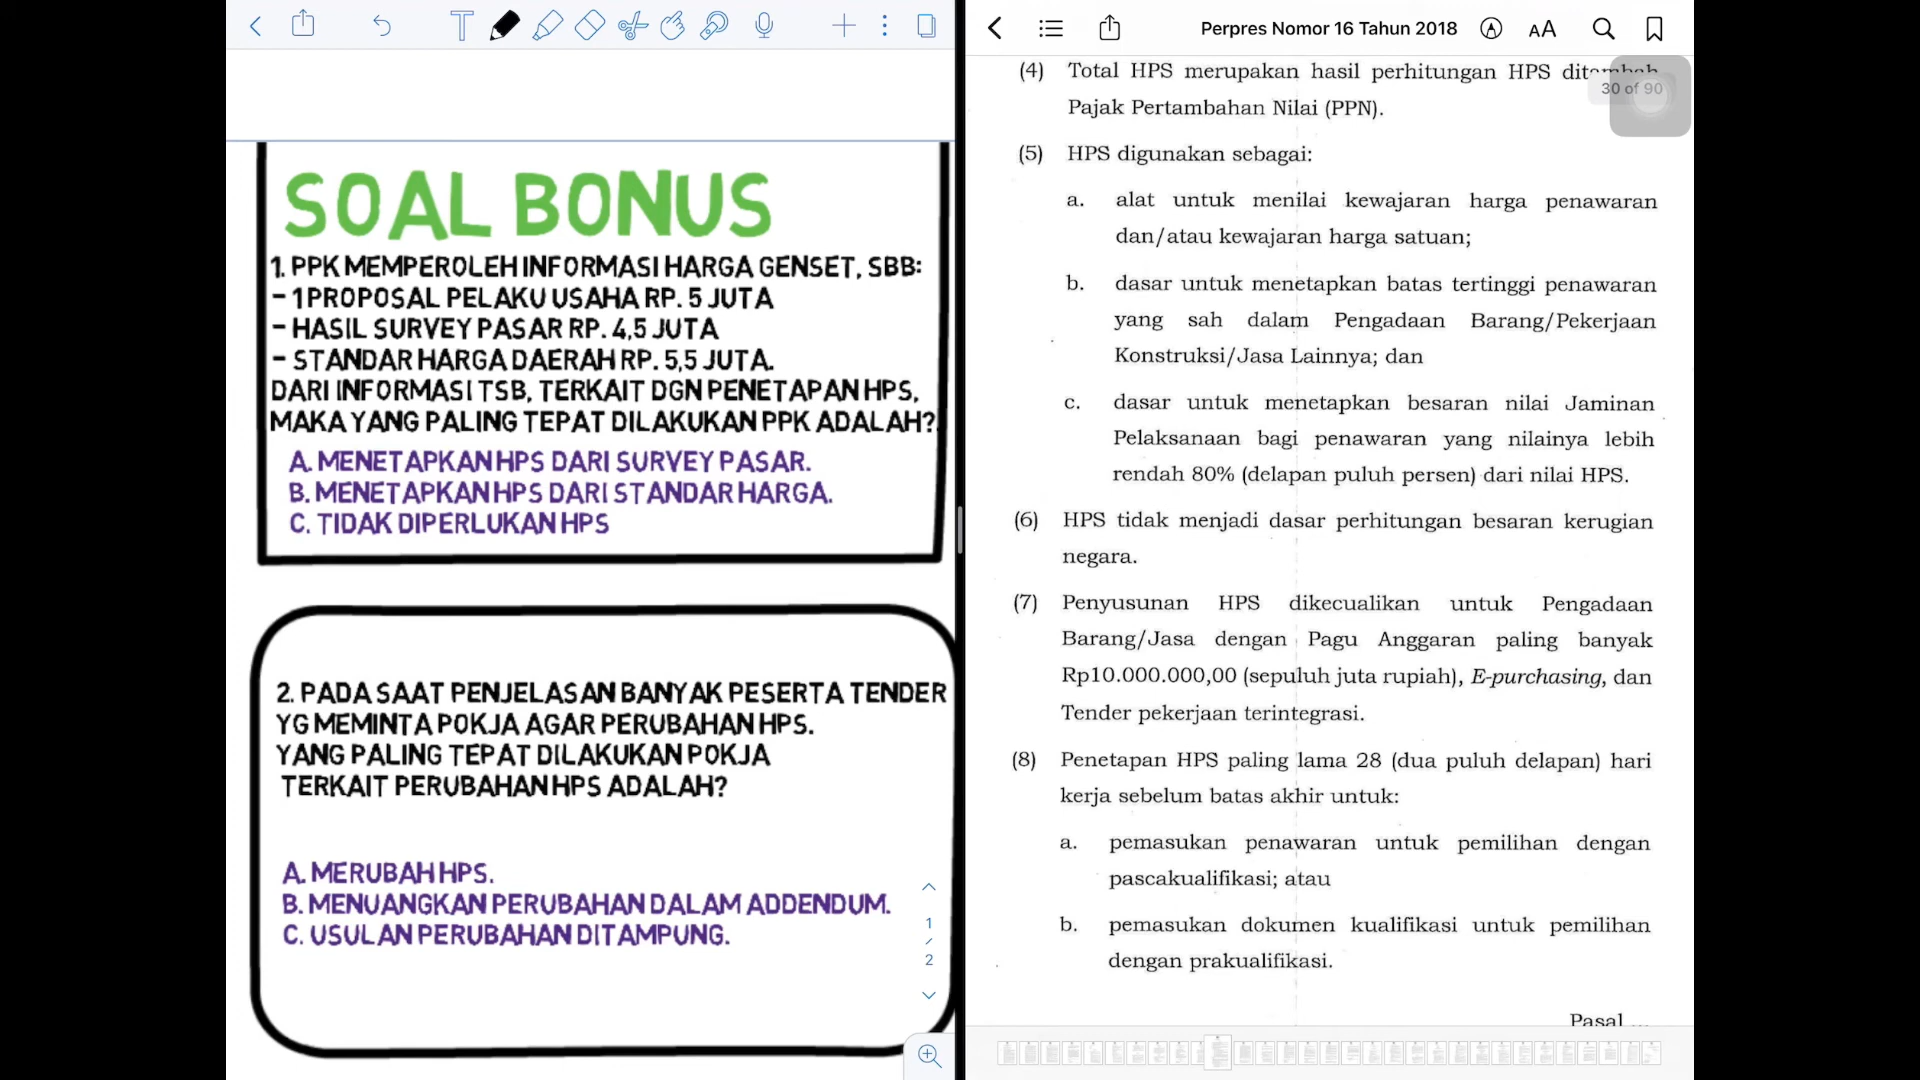 SOAL BONUS
1. PPK MEMPEROLEH INFORMASI HARGA GENSET, SBB:
- 1 PROPOSAL PELAKU USAHA RP. 5 JUTA
- HASIL SURVEY PASAR RP. 4,5 JUTA
- STANDAR HARGA DAERAH RP. 5,5 JUTA.
DARI INFORMASI TSB, TERKAIT DGN PENETAPAN HPS,
MAKA YANG PALING TEPAT DILAKUKAN PPK ADALAH?
A. MENETAPKAN HPS DARI SURVEY PASAR.
B. MENETAPKAN HPS DARI STANDAR HARGA.
C. TIDAK DIPERLUKAN HPS
2. PADA SAAT PENJELASAN BANYAK PESERTA TENDER
YG MEMINTA POKJA AGAR PERUBAHAN HPS.
YANG PALING TEPAT DILAKUKAN POKJA
TERKAIT PERUBAHAN HPS ADALAH?
A. MERUBAH HPS.
B. MENUANGKAN PERUBAHAN DALAM ADDENDUM.
C. USULAN PERUBAHAN DITAMPUNG.
1
/
2
Perpres Nomor 16 Tahun 2018
AA
30 of 90
(4) Total HPS merupakan hasil perhitungan HPS ditambah
Pajak Pertambahan Nilai (PPN).
(5) HPS digunakan sebagai:
a. alat untuk menilai kewajaran harga penawaran
dan/atau kewajaran harga satuan;
b. dasar untuk menetapkan batas tertinggi penawaran
yang sah dalam Pengadaan Barang/Pekerjaan
Konstruksi/Jasa Lainnya; dan
c. dasar untuk menetapkan besaran nilai Jaminan
Pelaksanaan bagi penawaran yang nilainya lebih
rendah 80% (delapan puluh persen) dari nilai HPS.
(6) HPS tidak menjadi dasar perhitungan besaran kerugian
negara.
(7) Penyusunan HPS dikecualikan untuk Pengadaan
Barang/Jasa dengan Pagu Anggaran paling banyak
Rp10.000.000,00 (sepuluh juta rupiah), E-purchasing, dan
Tender pekerjaan terintegrasi.
(8) Penetapan HPS paling lama 28 (dua puluh delapan) hari
kerja sebelum batas akhir untuk:
a. pemasukan penawaran untuk pemilihan dengan
pascakualifikasi; atau
b. pemasukan dokumen kualifikasi untuk pemilihan
dengan prakualifikasi.
Pasal ...